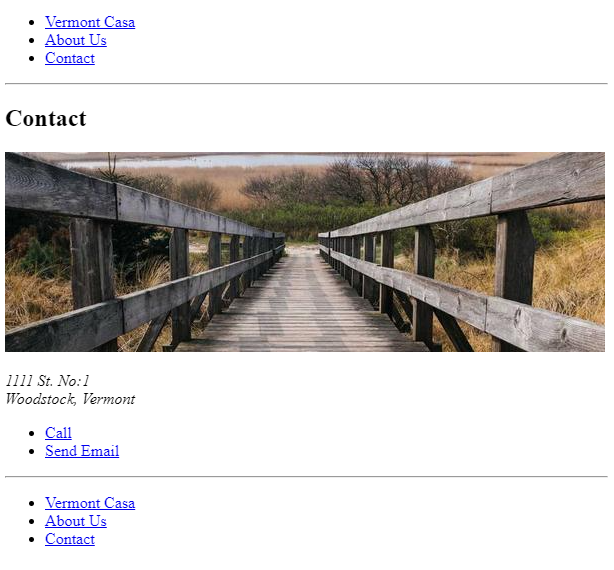 Vermont Casa
About Us
Contact
Contact
1111 St. No:1
Woodstock, Vermont
Call
Send Email
Vermont Casa
About Us
Contact